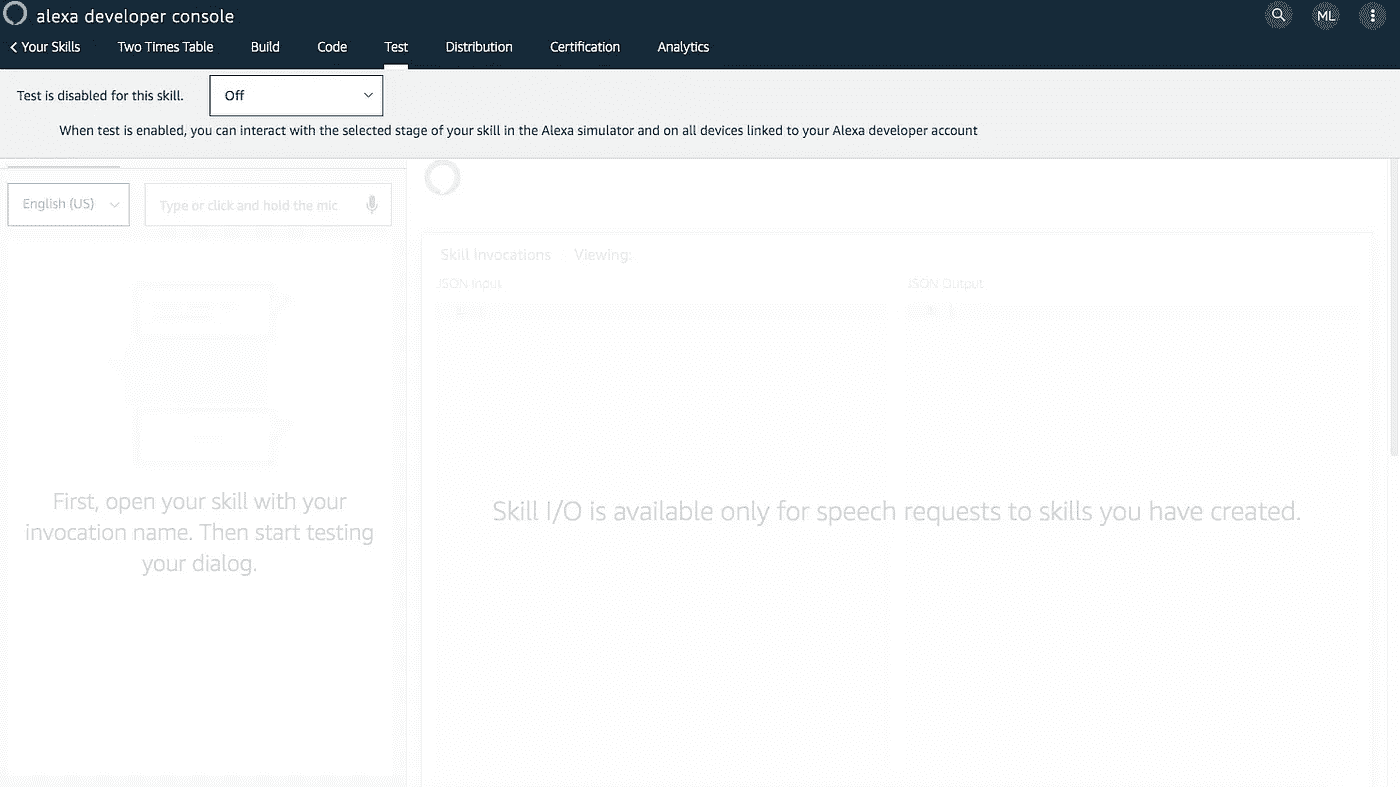 alexa developer console
ML
Your Skills Two Times Table Build Code Test Distribution Certification Analytics
Test is disabled for this skill. Off
When test is enabled, you can interact with the selected stage of your skill in the Alexa simulator and on all devices linked to your Alexa developer account
English (US) Type or click and hold the mic
Skill Invocations Viewing:
JSON Input JSON Output
First, open your skill with your
invocation name. Then start testing
your dialog.
Skill I/O is available only for speech requests to skills you have created.